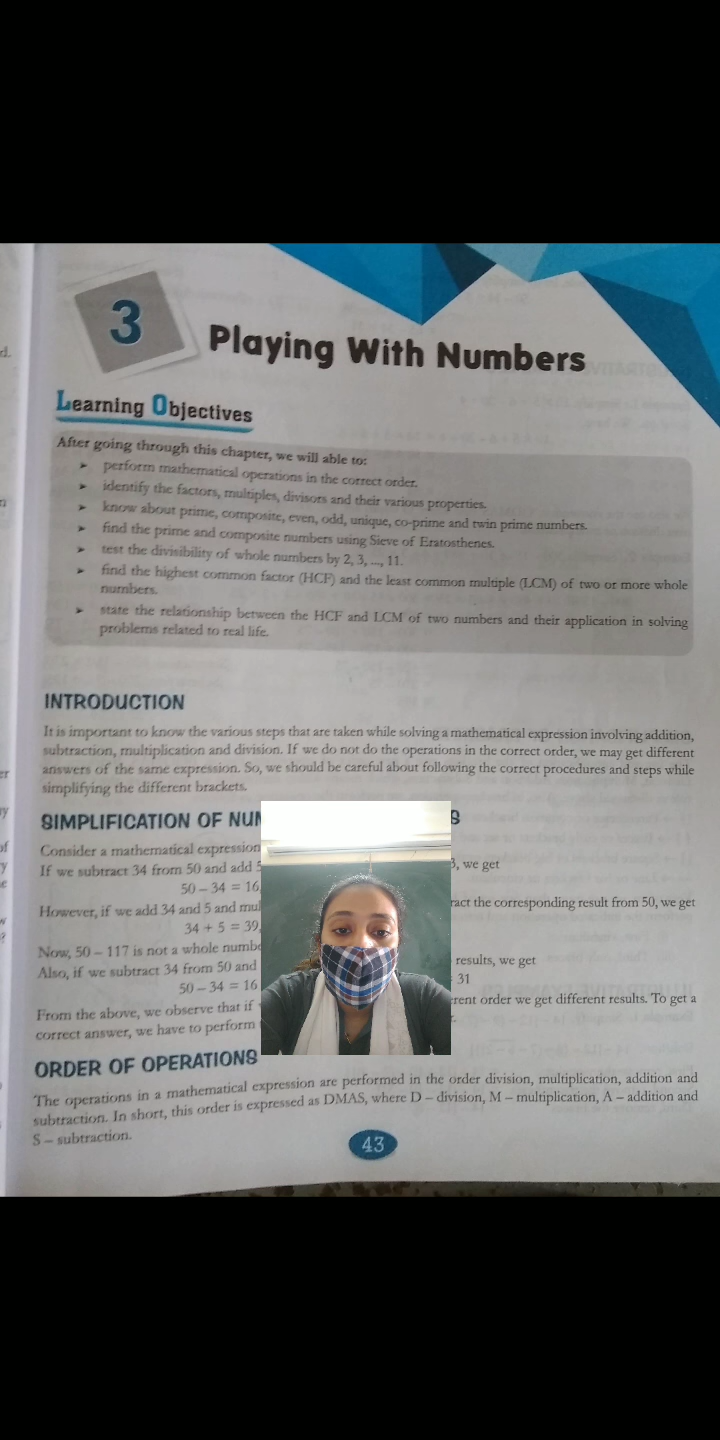 3
Playing With Numbers
Learning Objectives
After going through this chapter, we will able to:
➤ perform mathematical operations in the correct order.
➤ identify the factors, multiples, divisors and their various properties.
➤ know about prime, composite, even, odd, unique, co-prime and twin prime numbers.
➤ find the prime and composite numbers using Sieve of Eratosthenes.
➤ test the divisibility of whole numbers by 2, 3, ..., 11.
➤ find the highest common factor (HCF) and the least common multiple (LCM) of two or more whole
numbers.
➤ state the relationship between the HCF and LCM of two numbers and their application in solving
problems related to real life.
INTRODUCTION
It is important to know the various steps that are taken while solving a mathematical expression involving addition,
subtraction, multiplication and division. If we do not do the operations in the correct order, we may get different
answers of the same expression. So, we should be careful about following the correct procedures and steps while
simplifying the different brackets.
SIMPLIFICATION OF
Consider a mathematical expression
If we subtract 34 from 50 and add we get
50 – 34 = 16,
However, if we add 34 and 5 and the corresponding result from 50, we get
34 + 5 = 39,
Now, 50 – 117 is not a whole
Also, if we subtract 34 from 50 and results, we get
50 – 34 = 16 31
From the above, we observe that if order we get different results. To get a
correct answer, we have to perform
ORDER OF OPERATIONS
The operations in a mathematical expression are performed in the order division, multiplication, addition and
subtraction. In short, this order is expressed as DMAS, where D – division, M – multiplication, A – addition and
S – subtraction.
43